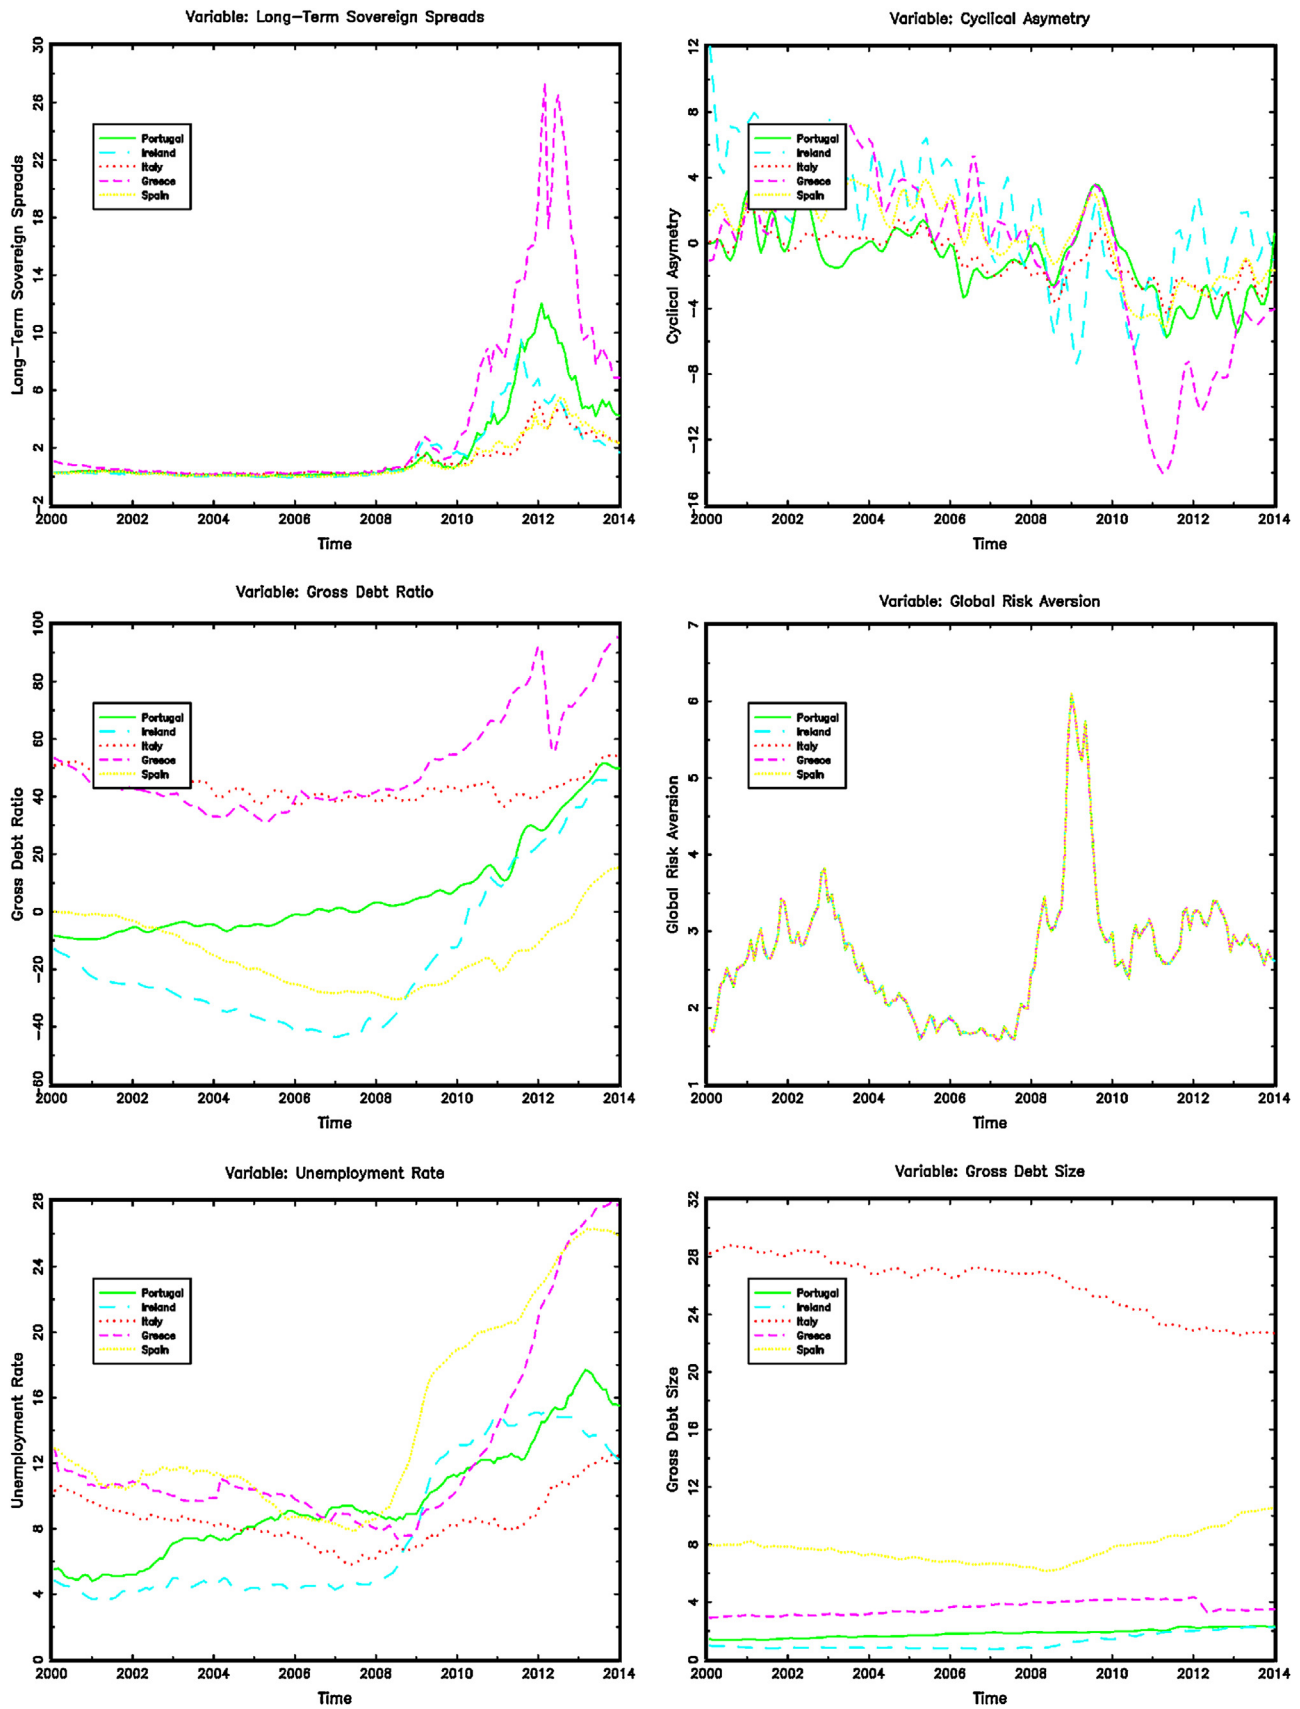 Variable: Long-Term Sovereign Spreads
Long-Term Sovereign Spreads
30
26
22
18
14
10
6
2
-2
Portugal
Ireland
Italy
Greece
Spain
2000 2002 2004 2006 2008 2010 2012 2014
Time
Variable: Cyclical Asymetry
Cyclical Asymetry
12
8
4
0
-4
-8
-12
-16
Portugal
Ireland
Italy
Greece
Spain
2000 2002 2004 2006 2008 2010 2012 2014
Time
Variable: Gross Debt Ratio
Gross Debt Ratio
100
80
60
40
20
0
-20
-40
-60
Portugal
Ireland
Italy
Greece
Spain
2000 2002 2004 2006 2008 2010 2012 2014
Time
Variable: Global Risk Aversion
Global Risk Aversion
7
6
5
4
3
2
1
Portugal
Ireland
Italy
Greece
Spain
2000 2002 2004 2006 2008 2010 2012 2014
Time
Variable: Unemployment Rate
Unemployment Rate
28
24
20
16
12
8
4
0
Portugal
Ireland
Italy
Greece
Spain
2000 2002 2004 2006 2008 2010 2012 2014
Time
Variable: Gross Debt Size
Gross Debt Size
32
28
24
20
16
12
8
4
0
Portugal
Ireland
Italy
Greece
Spain
2000 2002 2004 2006 2008 2010 2012 2014
Time